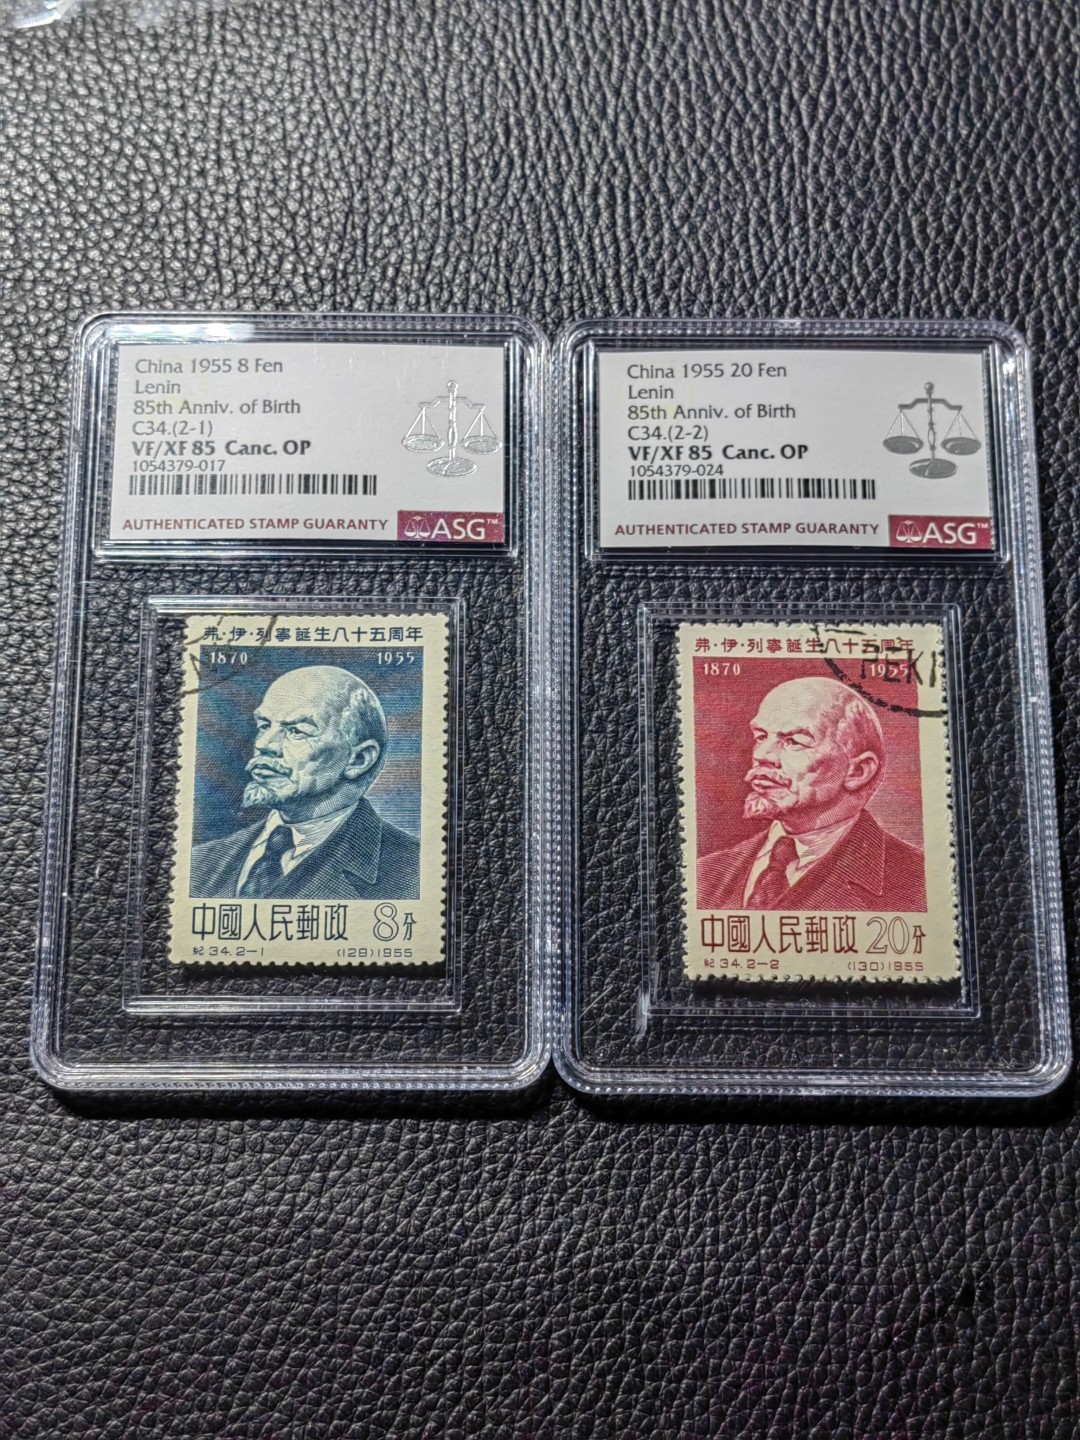 China 1955 8 Fen
Lenin
85th Anniv. of Birth
C34.(2-1)
VF/XF 85 Canc. OP
1054379-017
AUTHENTICATED STAMP GUARANTY
ASG™
弗·伊·列寧誕生八十五周年
1870 1955
中國人民郵政 8分
紀34.2-1 (129)1955
China 1955 20 Fen
Lenin
85th Anniv. of Birth
C34.(2-2)
VF/XF 85 Canc. OP
1054379-024
AUTHENTICATED STAMP GUARANTY
ASG™
弗·伊·列寧誕生八十五周年
1870 1955
PEKI
中國人民郵政 20分
紀34.2-2 (130)1955